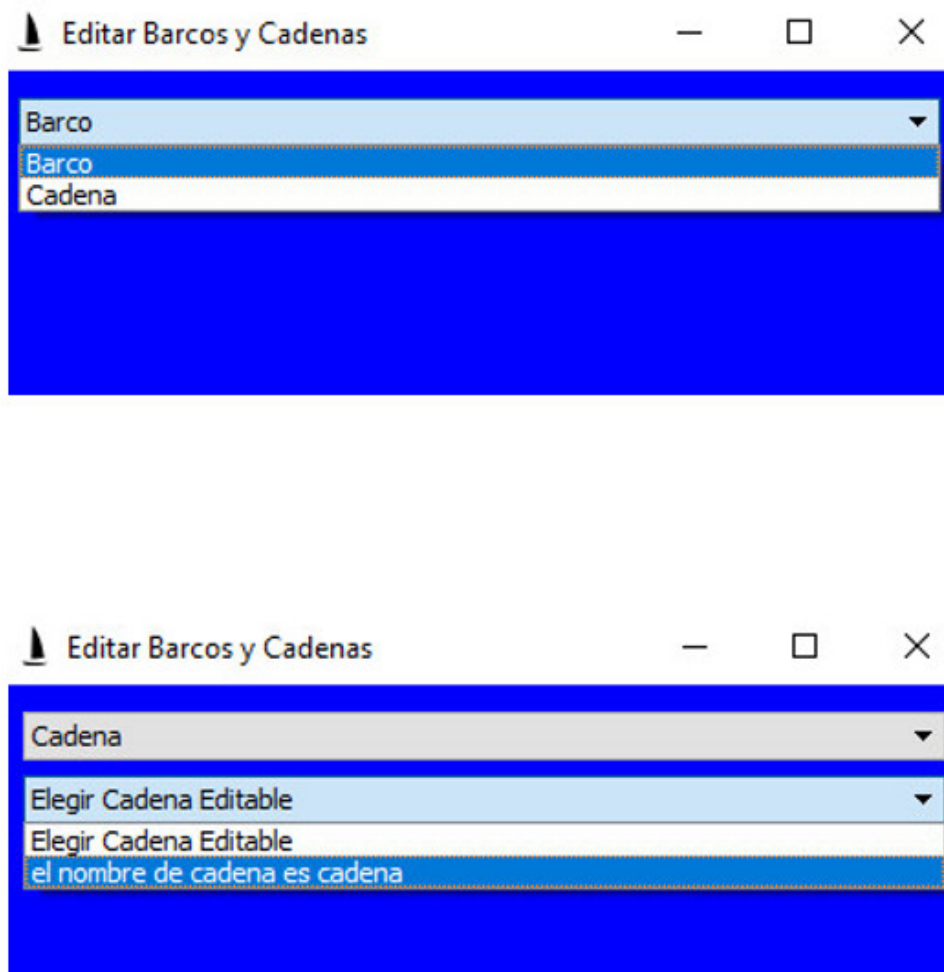 Editar Barcos y Cadenas
Barco
Barco
Cadena
Editar Barcos y Cadenas
Cadena
Elegir Cadena Editable
Elegir Cadena Editable
el nombre de cadena es cadena